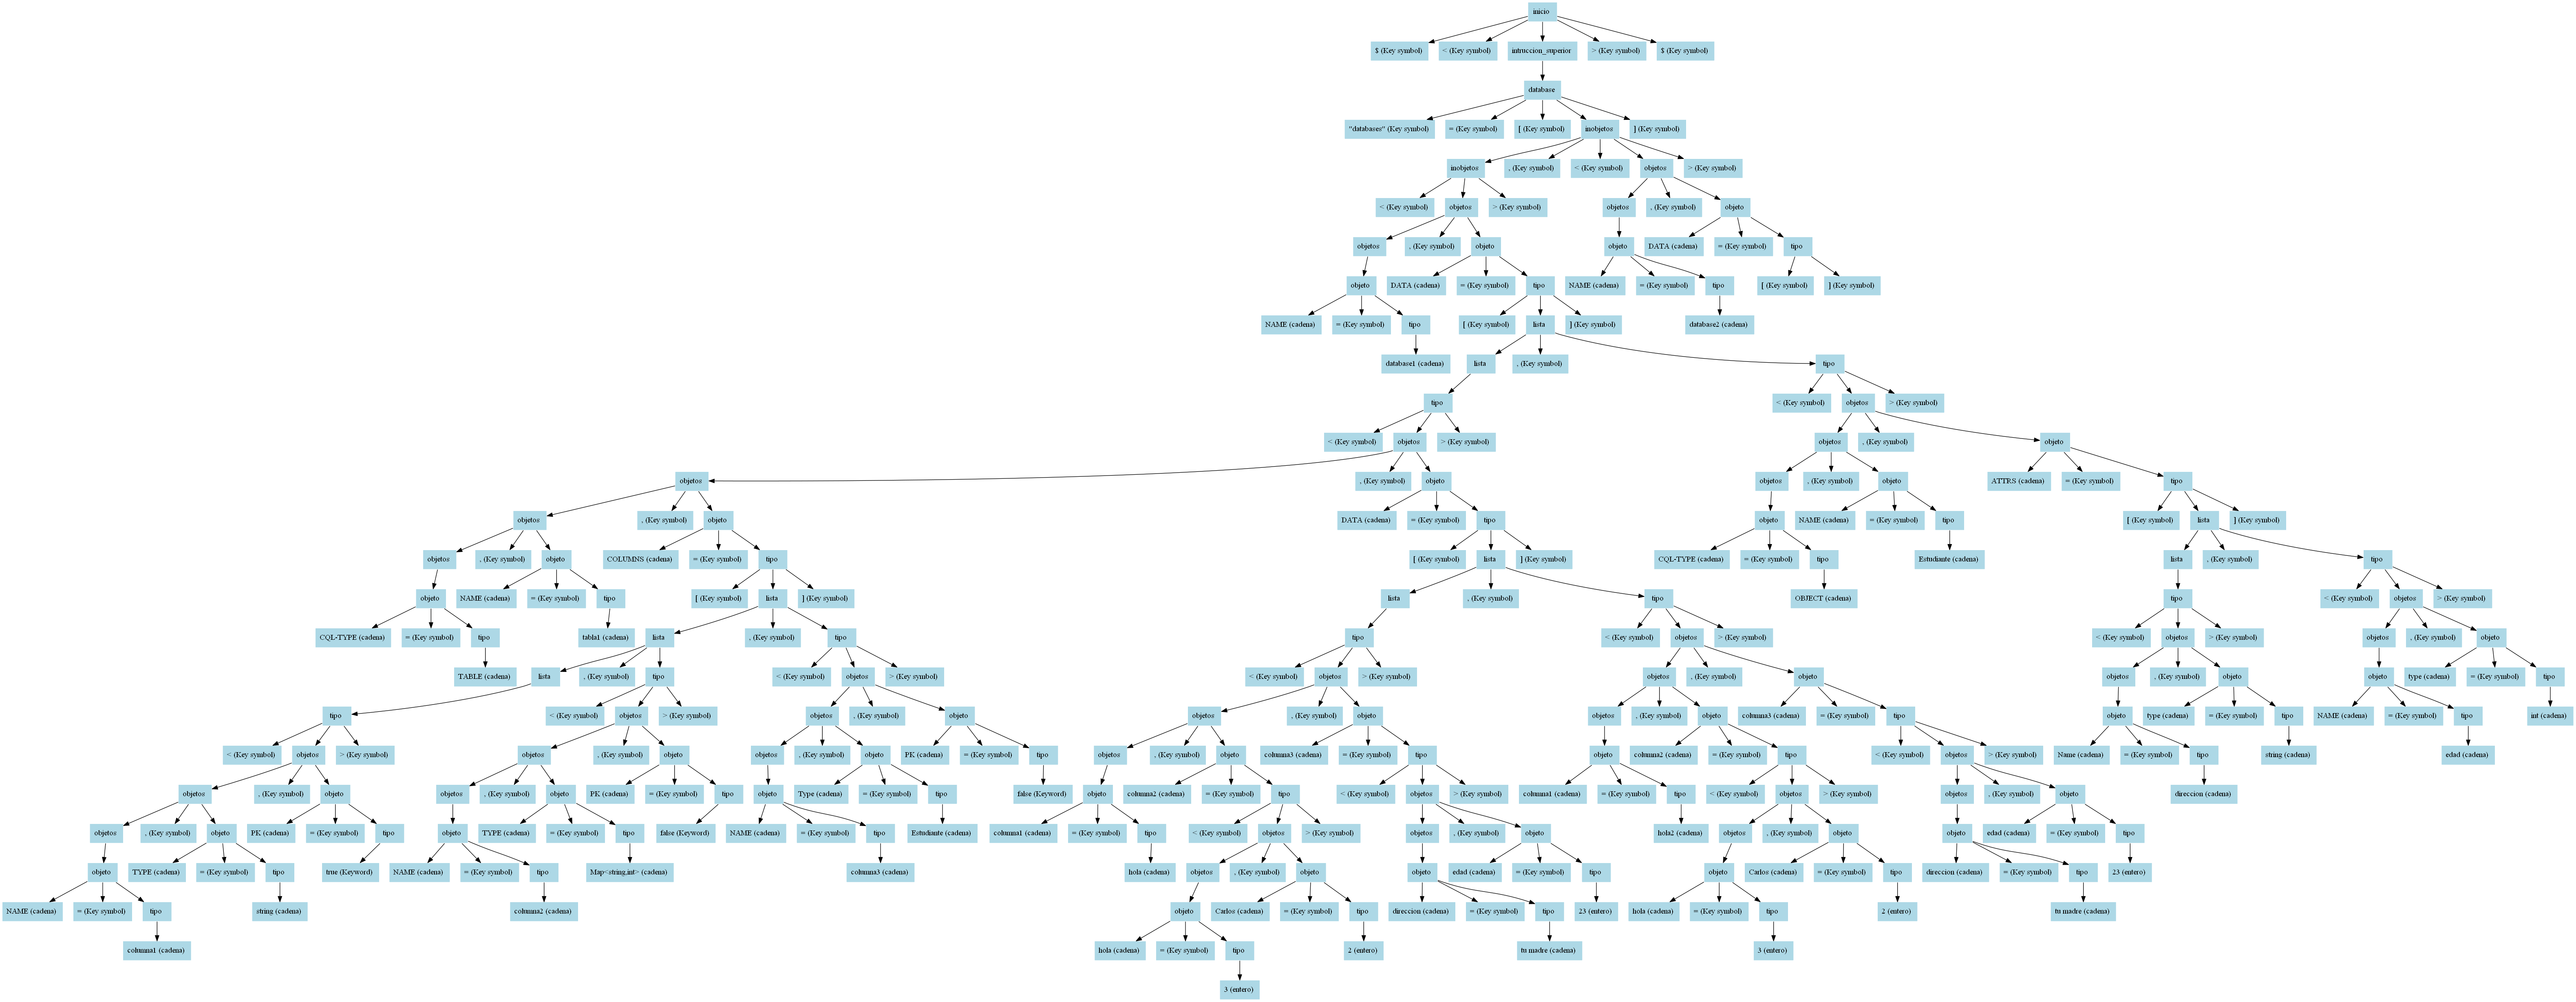 inicio
$ (Key symbol) < (Key symbol) intruccion_superior > (Key symbol) $ (Key symbol)
database
"databases" (Key symbol) = (Key symbol) [ (Key symbol) inobjetos ] (Key symbol)
inobjetos , (Key symbol) < (Key symbol) objetos > (Key symbol)
< (Key symbol) objetos > (Key symbol) objetos , (Key symbol) objeto
objetos , (Key symbol) objeto objeto DATA (cadena) = (Key symbol) tipo
objeto DATA (cadena) = (Key symbol) tipo NAME (cadena) = (Key symbol) tipo [ (Key symbol) ] (Key symbol)
NAME (cadena) = (Key symbol) tipo [ (Key symbol) lista ] (Key symbol) database2 (cadena)
database1 (cadena) lista , (Key symbol) tipo
tipo < (Key symbol) objetos > (Key symbol)
< (Key symbol) objetos > (Key symbol) objetos , (Key symbol) objeto
objetos , (Key symbol) objeto objetos , (Key symbol) objeto ATTRS (cadena) = (Key symbol) tipo
objetos , (Key symbol) objeto DATA (cadena) = (Key symbol) tipo objeto NAME (cadena) = (Key symbol) tipo [ (Key symbol) lista ] (Key symbol)
objetos , (Key symbol) objeto COLUMNS (cadena) = (Key symbol) tipo [ (Key symbol) lista ] (Key symbol) CQL-TYPE (cadena) = (Key symbol) tipo Estudiante (cadena) lista , (Key symbol) tipo
objeto NAME (cadena) = (Key symbol) tipo [ (Key symbol) lista ] (Key symbol) lista , (Key symbol) tipo OBJECT (cadena) tipo < (Key symbol) objetos > (Key symbol)
CQL-TYPE (cadena) = (Key symbol) tipo tabla1 (cadena) lista , (Key symbol) tipo tipo < (Key symbol) objetos > (Key symbol) < (Key symbol) objetos > (Key symbol) objetos , (Key symbol) objeto
TABLE (cadena) lista , (Key symbol) tipo < (Key symbol) objetos > (Key symbol) < (Key symbol) objetos > (Key symbol) objetos , (Key symbol) objeto objetos , (Key symbol) objeto objeto type (cadena) = (Key symbol) tipo
tipo < (Key symbol) objetos > (Key symbol) objetos , (Key symbol) objeto objetos , (Key symbol) objeto objetos , (Key symbol) objeto columna3 (cadena) = (Key symbol) tipo objeto type (cadena) = (Key symbol) tipo NAME (cadena) = (Key symbol) tipo int (cadena)
< (Key symbol) objetos > (Key symbol) objetos , (Key symbol) objeto objetos , (Key symbol) objeto PK (cadena) = (Key symbol) tipo objetos , (Key symbol) objeto columna3 (cadena) = (Key symbol) tipo objeto columna2 (cadena) = (Key symbol) tipo < (Key symbol) objetos > (Key symbol) Name (cadena) = (Key symbol) tipo string (cadena) edad (cadena)
objetos , (Key symbol) objeto objetos , (Key symbol) objeto PK (cadena) = (Key symbol) tipo objeto Type (cadena) = (Key symbol) tipo false (Keyword) objeto columna2 (cadena) = (Key symbol) tipo < (Key symbol) objetos > (Key symbol) columna1 (cadena) = (Key symbol) tipo < (Key symbol) objetos > (Key symbol) objetos , (Key symbol) objeto direccion (cadena)
objetos , (Key symbol) objeto PK (cadena) = (Key symbol) tipo objeto TYPE (cadena) = (Key symbol) tipo false (Keyword) NAME (cadena) = (Key symbol) tipo Estudiante (cadena) columna1 (cadena) = (Key symbol) tipo < (Key symbol) objetos > (Key symbol) objetos , (Key symbol) objeto hola2 (cadena) objetos , (Key symbol) objeto objeto edad (cadena) = (Key symbol) tipo
objeto TYPE (cadena) = (Key symbol) tipo true (Keyword) NAME (cadena) = (Key symbol) tipo Map<string,int> (cadena) columna3 (cadena) hola (cadena) objetos , (Key symbol) objeto objeto edad (cadena) = (Key symbol) tipo objeto Carlos (cadena) = (Key symbol) tipo direccion (cadena) = (Key symbol) tipo 23 (entero)
NAME (cadena) = (Key symbol) tipo string (cadena) columna2 (cadena) objeto Carlos (cadena) = (Key symbol) tipo direccion (cadena) = (Key symbol) tipo 23 (entero) hola (cadena) = (Key symbol) tipo 2 (entero) tu madre (cadena)
columna1 (cadena) hola (cadena) = (Key symbol) tipo 2 (entero) tu madre (cadena) 3 (entero)
3 (entero)